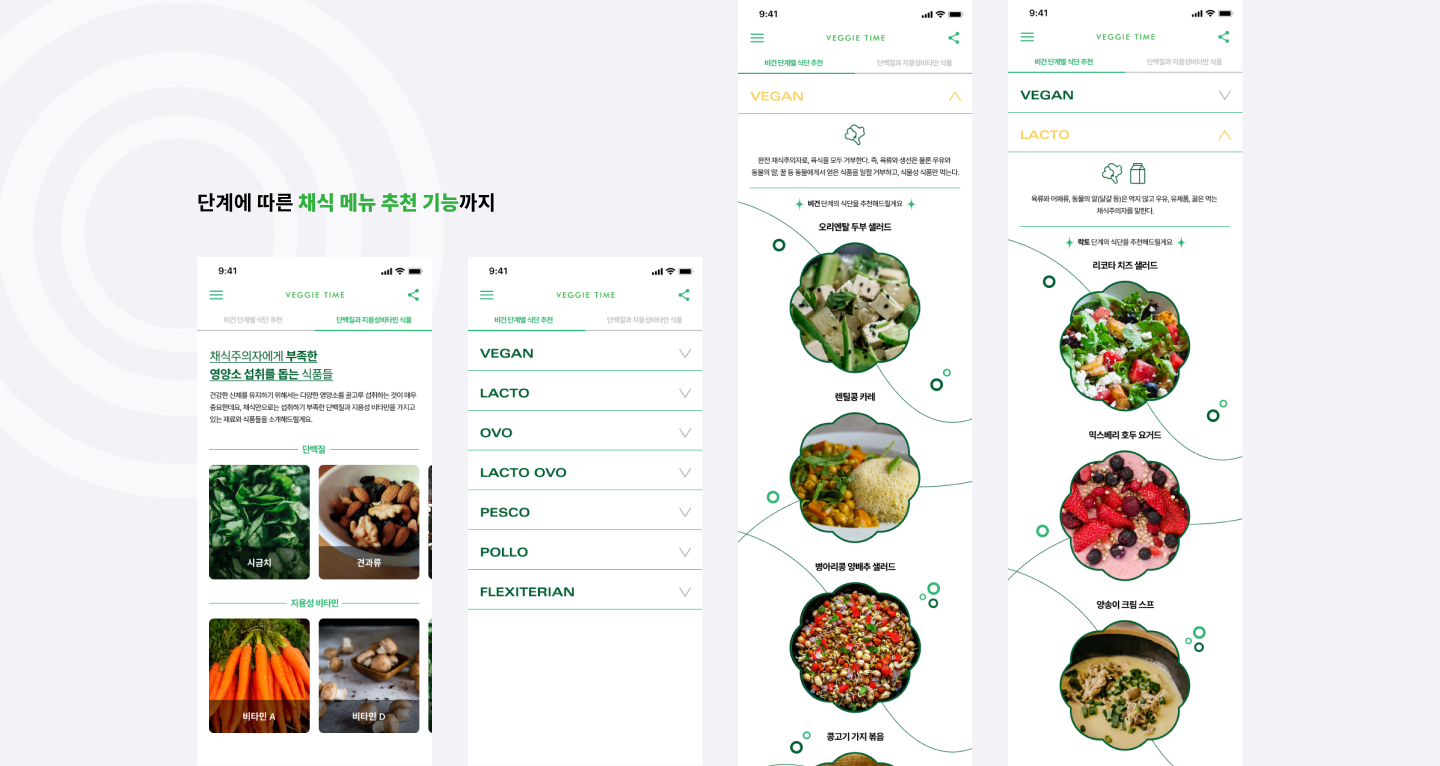 단계에 따른 채식 메뉴 추천 기능까지
9:41
VEGGIE TIME
비건 단계별 식단 추천
단백질과 지용성비타민 식품
채식주의자에게 부족한
영양소 섭취를 돕는 식품들
건강한 신체를 유지하기 위해서는 다양한 영양소를 골고루 섭취하는 것이 매우
중요한데요, 채식만으로는 섭취하기 부족한 단백질과 지용성 비타민을 가지고
있는 재료와 식품들을 소개해드릴게요.
단백질
시금치
견과류
지용성 비타민
비타민 A
비타민 D
9:41
VEGGIE TIME
비건 단계별 식단 추천
단백질과 지용성비타민 식품
VEGAN
LACTO
OVO
LACTO OVO
PESCO
POLLO
FLEXITERIAN
9:41
VEGGIE TIME
비건 단계별 식단 추천
단백질과 지용성비타민 식품
VEGAN
완전 채식주의자로, 육식을 모두 거부한다. 즉, 육류와 생선은 물론 우유와
동물의 알, 꿀 등 동물에게서 얻은 식품을 일절 거부하고, 식물성 식품만 먹는다.
비건 단계의 식단을 추천해드릴게요
오리엔탈 두부 샐러드
렌틸콩 카레
병아리콩 양배추 샐러드
콩고기 가지 볶음
9:41
VEGGIE TIME
비건 단계별 식단 추천
단백질과 지용성비타민 식품
VEGAN
LACTO
육류와 어패류, 동물의 알(달걀 등)은 먹지 않고 우유, 유제품, 꿀은 먹는
채식주의자를 말한다.
락토 단계의 식단을 추천해드릴게요
리코타 치즈 샐러드
믹스베리 호두 요거드
양송이 크림 스프